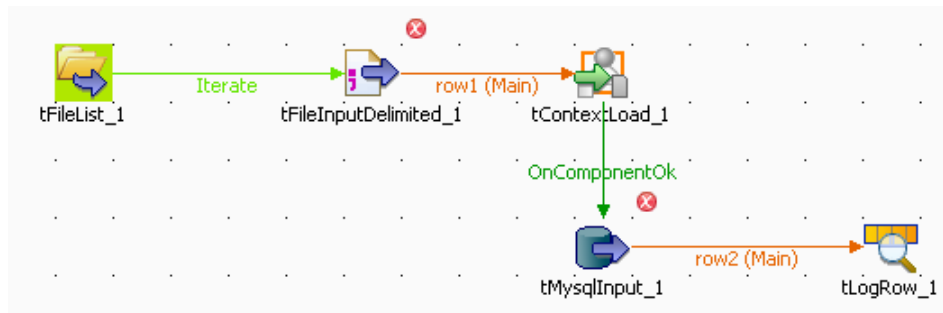 Iterate
row1 (Main)
tFileList_1
tFileInputDelimited_1
tContextLoad_1
OnComponentOk
row2 (Main)
tMysqlInput_1
tLogRow_1